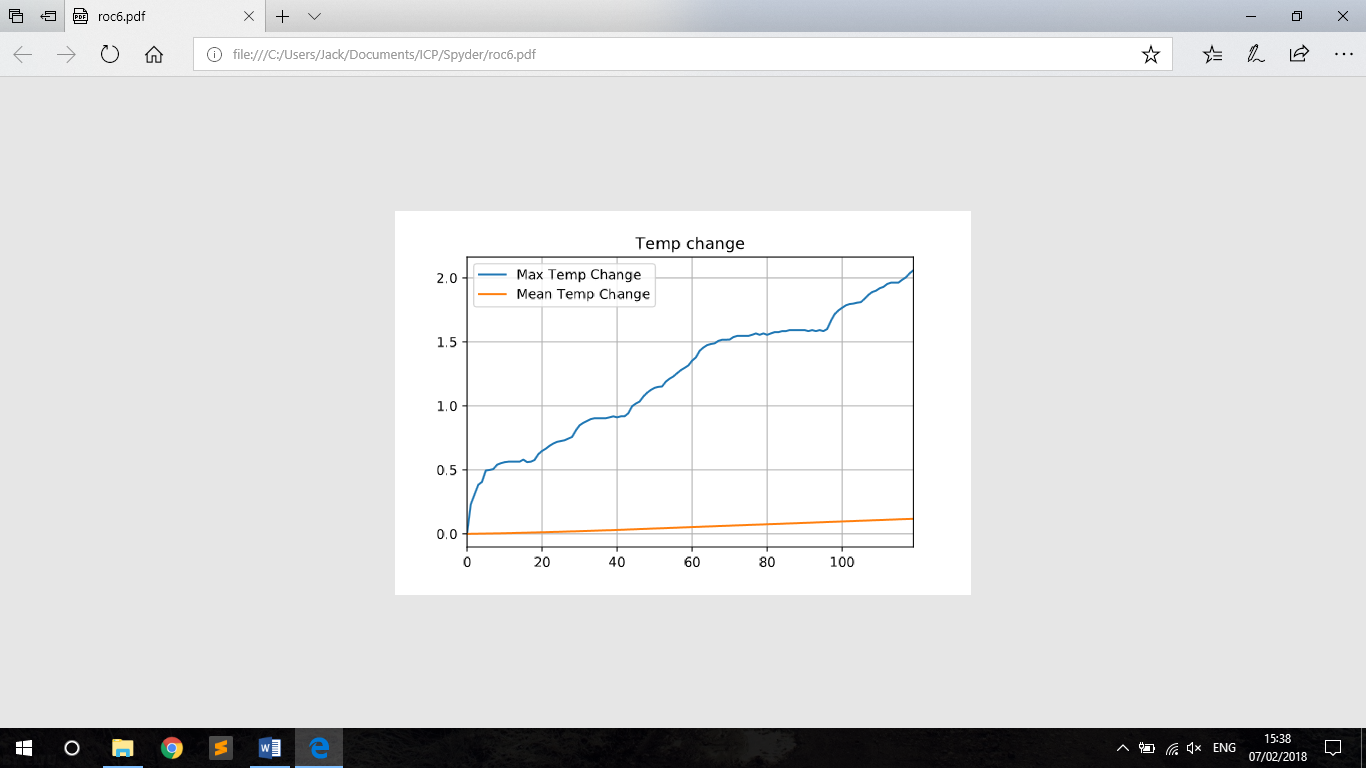 roc6.pdf
file:///C:/Users/Jack/Documents/ICP/Spyder/roc6.pdf
Temp change
Max Temp Change
Mean Temp Change
2.0
1.5
1.0
0.5
0.0
0 20 40 60 80 100
ENG
15:38
07/02/2018